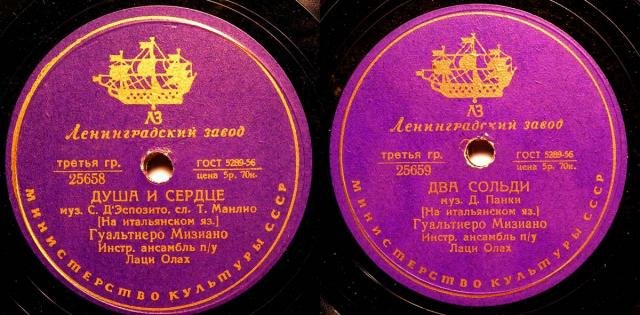 ЛЗ
Ленинградский завод
третья гр.
25658
ГОСТ 5289-56
цена 5р. 70к.
ДУША И СЕРДЦЕ
муз. С. Д'Эспозито, сл. Т. Манлио
[На итальянском яз.]
Гуальтиеро Мизиано
Инстр. ансамбль п/у
Лаци Олах
МИНИСТЕРСТВО КУЛЬТУРЫ СССР
ЛЗ
Ленинградский завод
третья гр.
25659
ГОСТ 5289-56
цена 5р. 70к.
ДВА СОЛЬДИ
муз. Д. Панки
[На итальянском яз.]
Гуальтиеро Мизиано
Инстр. ансамбль п/у
Лаци Олах
МИНИСТЕРСТВО КУЛЬТУРЫ СССР